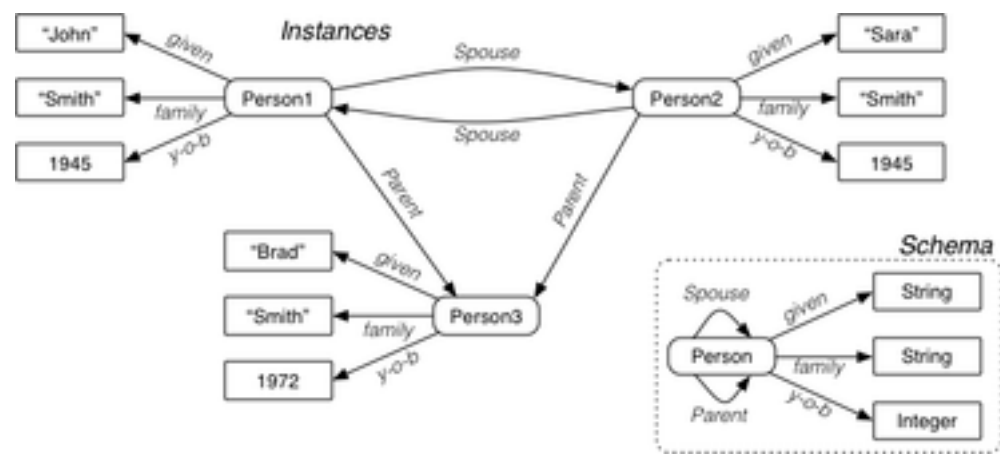 "John"
given
Instances
Spouse
given
"Sara"
"Smith"
family
Person1
Person2
family
"Smith"
Spouse
1945
y-o-b
y-o-b
1945
Parent
Parent
"Brad"
given
Schema
Spouse
given
String
"Smith"
family
Person3
Person
family
String
1972
y-o-b
Parent
y-o-b
Integer